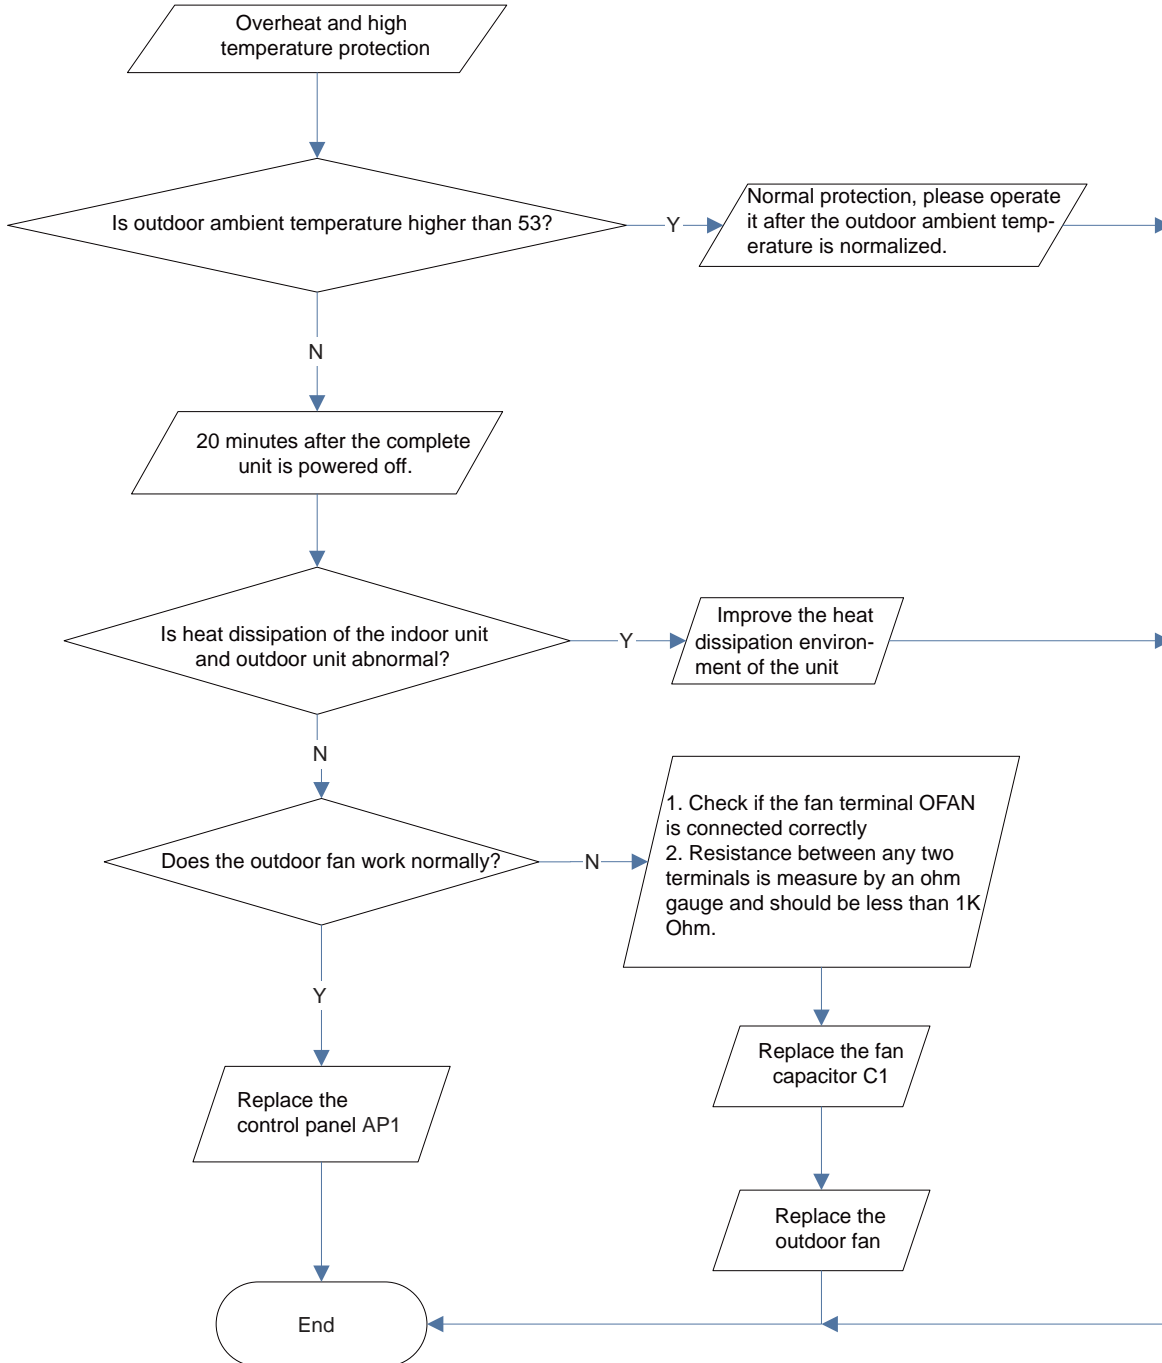 Overheat and high
temperature protection
Is outdoor ambient temperature higher than 53?
Y
Normal protection, please operate
it after the outdoor ambient temp-
erature is normalized.
N
20 minutes after the complete
unit is powered off.
Is heat dissipation of the indoor unit
and outdoor unit abnormal?
Y
Improve the heat
dissipation environ-
ment of the unit
N
Does the outdoor fan work normally?
N
1. Check if the fan terminal OFAN
is connected correctly
2. Resistance between any two
terminals is measure by an ohm
gauge and should be less than 1K
Ohm.
Y
Replace the fan
capacitor C1
Replace the
control panel AP1
Replace the
outdoor fan
End